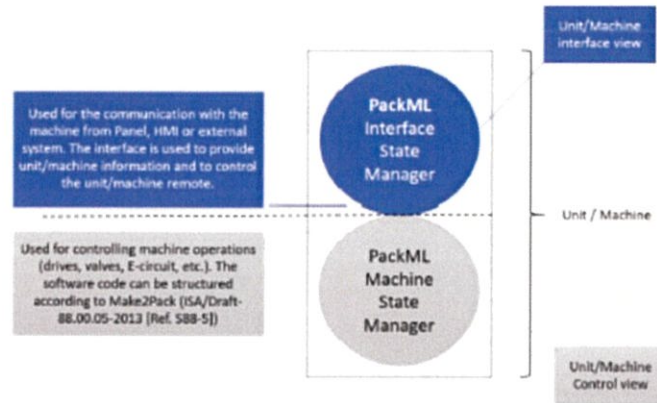 Unit/Machine
interface view
Used for the communication with the
machine from Panel, HMI or external
system. The interface is used to provide
unit/machine information and to control
the unit/machine remote.
PackML
Interface
State
Manager
Unit / Machine
Used for controlling machine operations
(drives, valves, E-circuit, etc.). The
software code can be structured
according to Make2Pack (ISA/Draft-
88.00.05-2013 [Ref. S88-5])
PackML
Machine
State
Manager
Unit/Machine
Control view